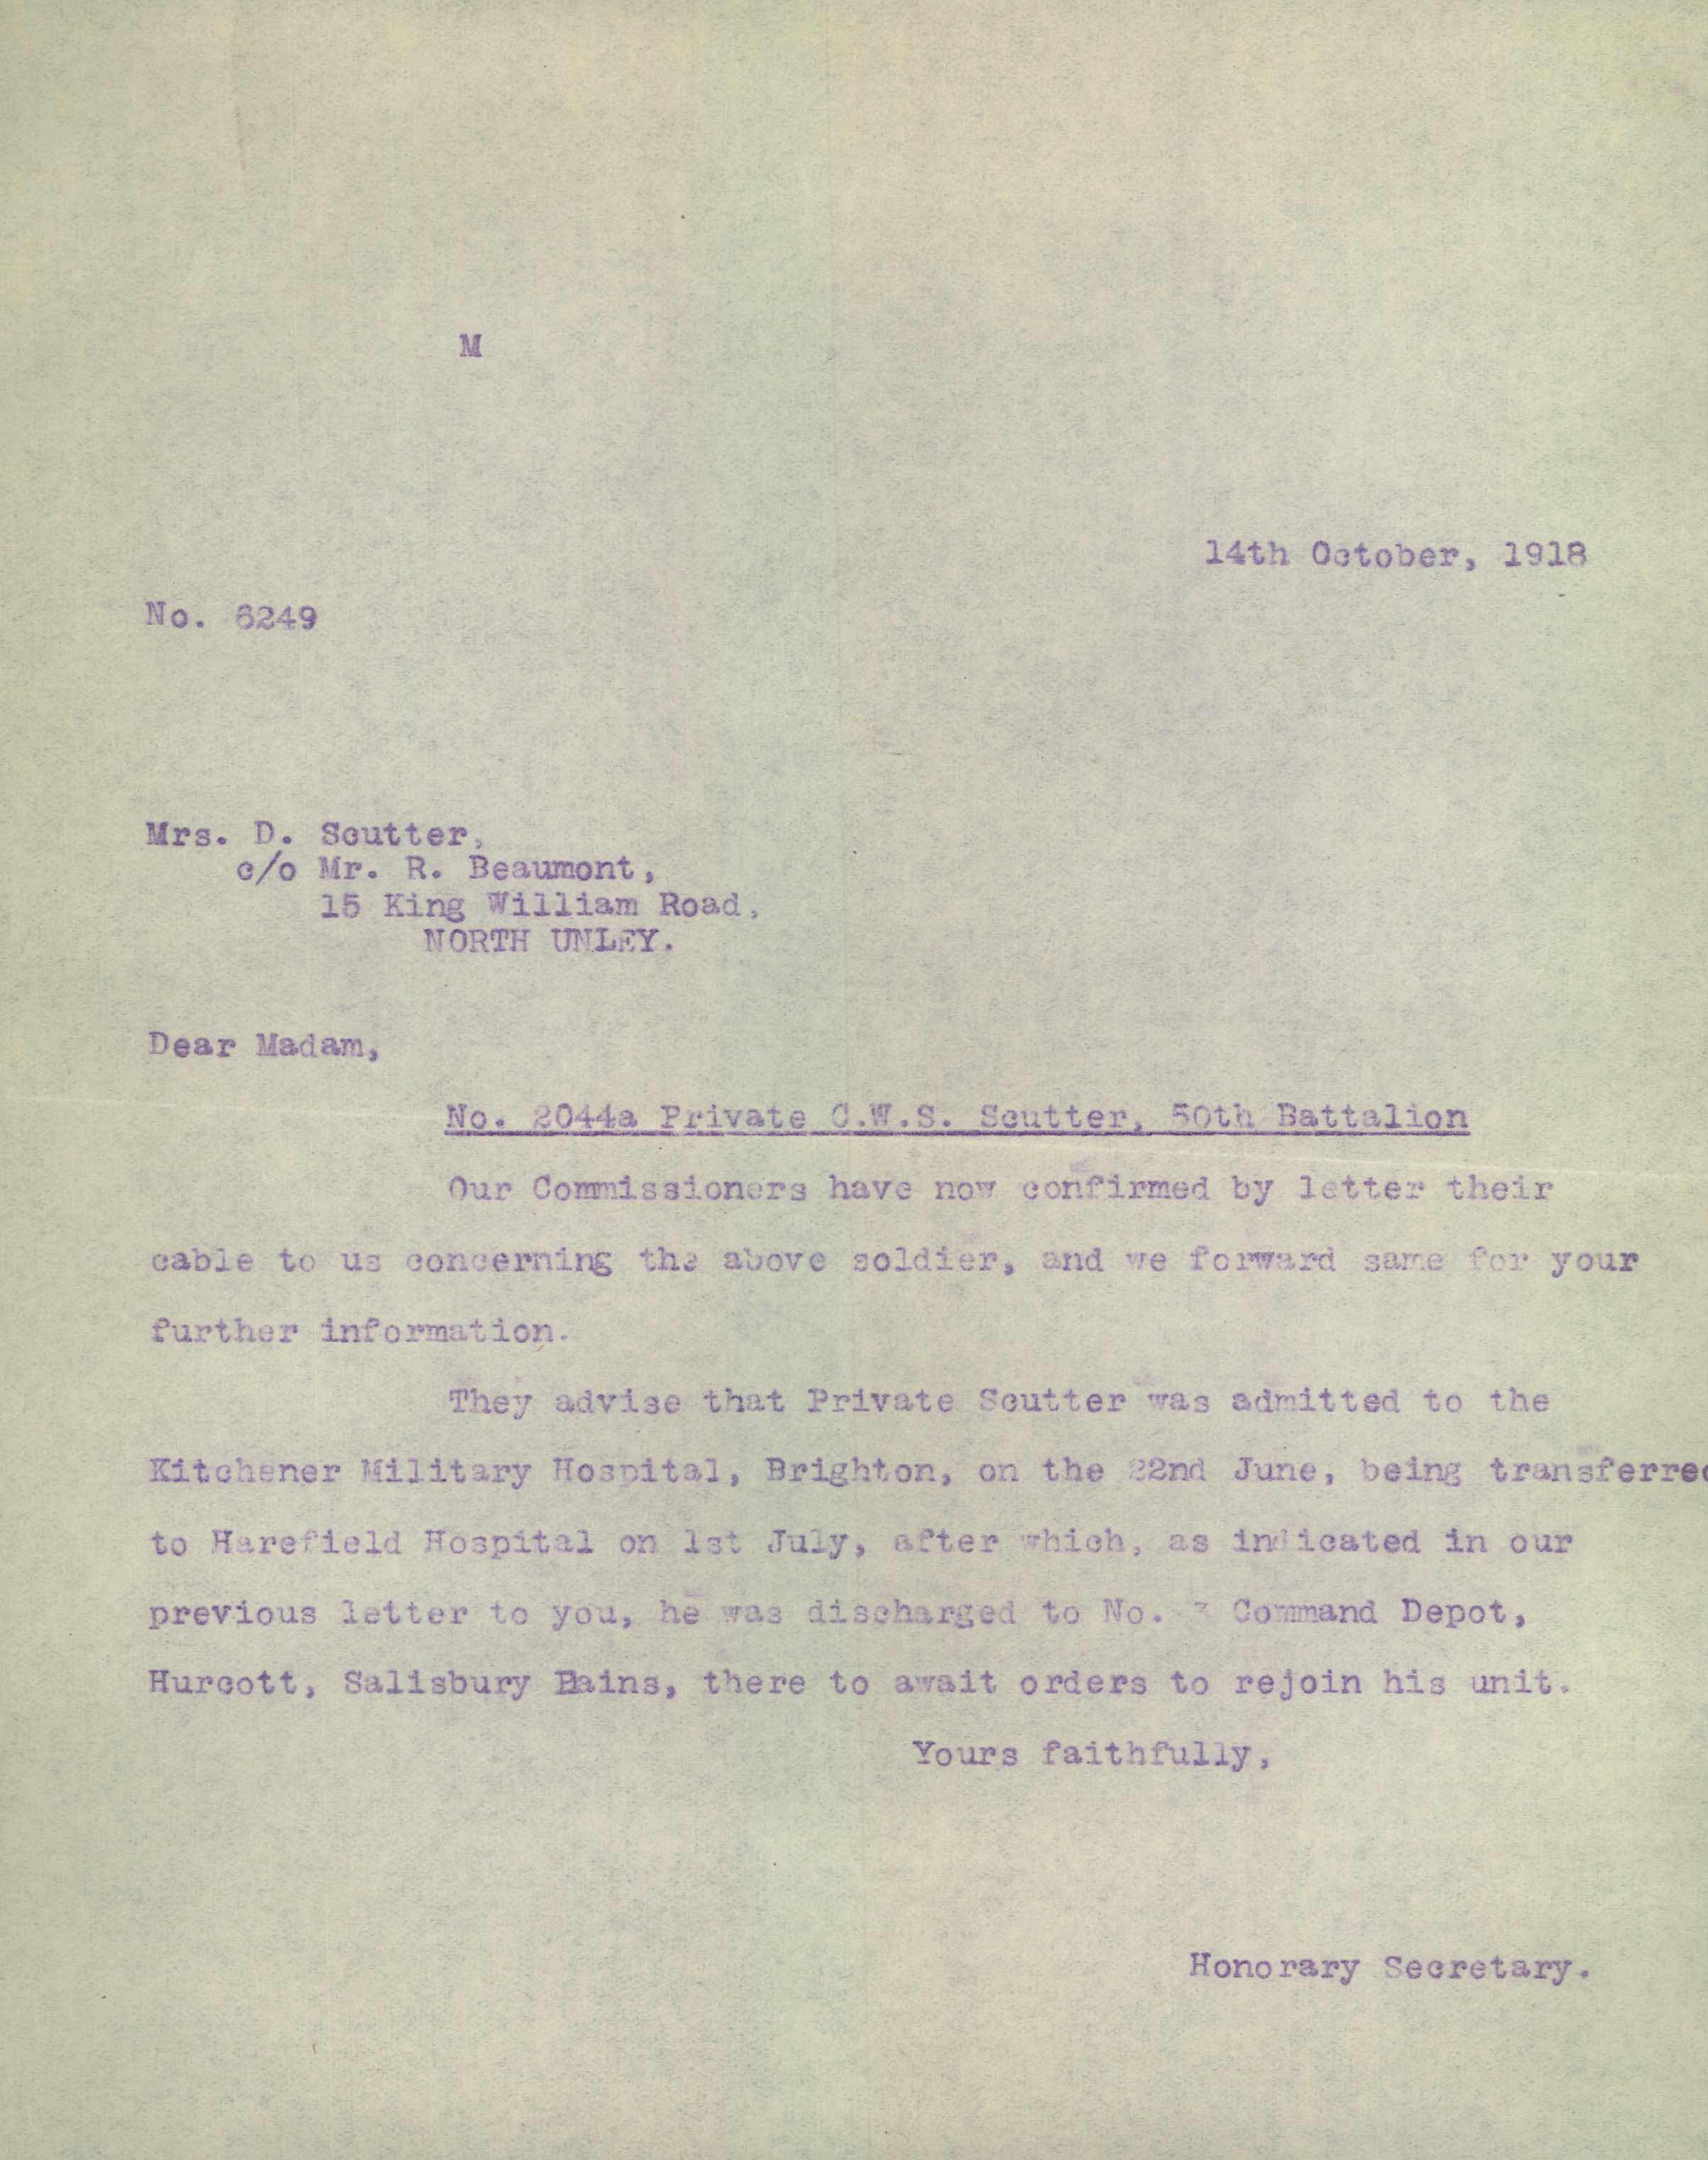 M
14th October, 1918
No. 6249
Mrs. D. Scutter,
c/o Mr. R. Beaumont,
15 King William Road,
NORTH UNLEY.
Dear Madam,
No. 2044a Private C.W.S. Scutter, 50th Battalion
Our Commissioners have now confirmed by letter their
cable to us concerning the above soldier, and we forward same for your
further information.
They advise that Private Scutter was admitted to the
Kitchener Military Hospital, Brighton, on the 22nd June, being transferred
to Harefield Hospital on 1st July, after which, as indicated in our
previous letter to you, he was discharged to No. 3 Command Depot,
Hurcott, Salisbury Plains, there to await orders to rejoin his unit.
Yours faithfully,
Honorary Secretary.